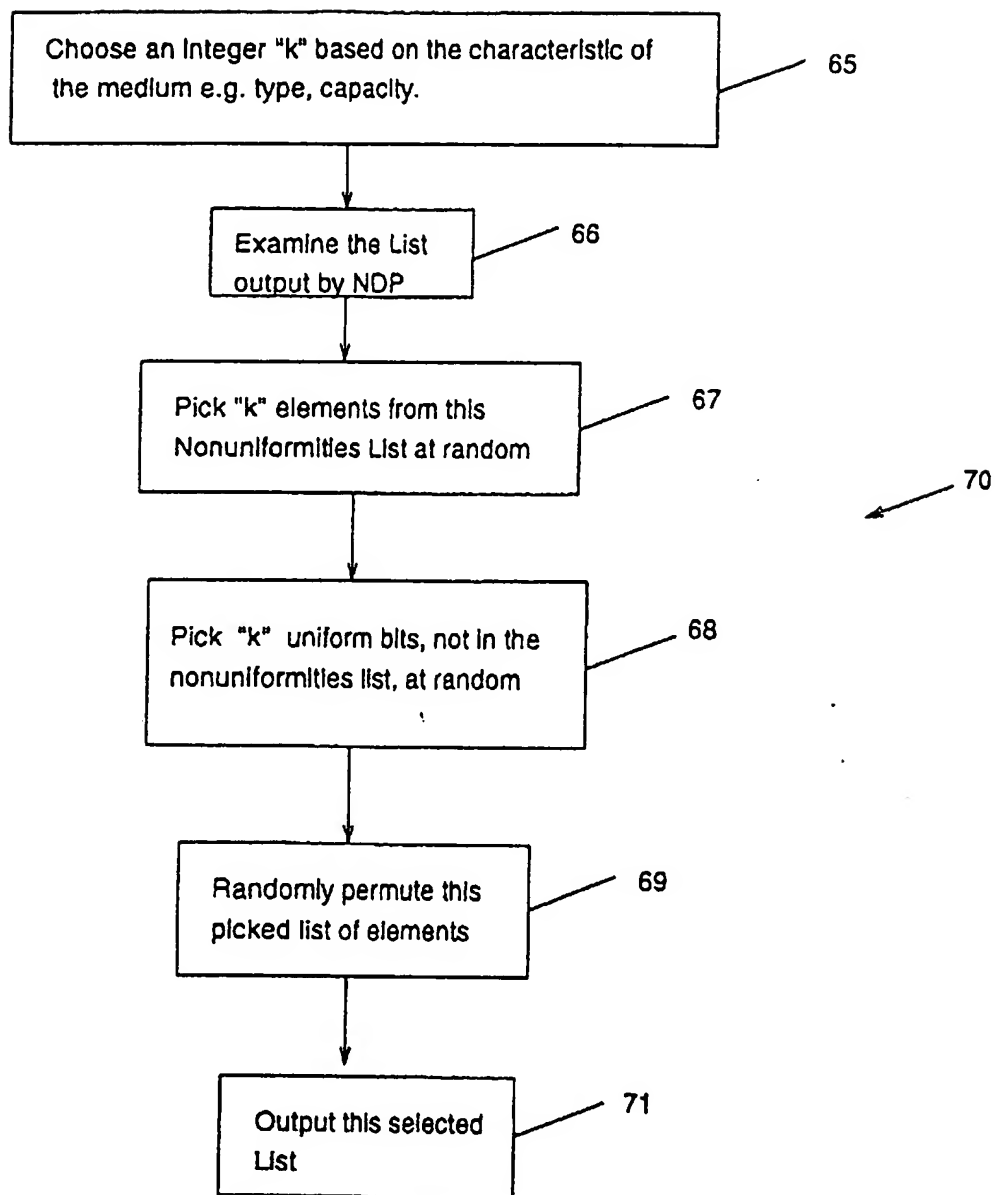 Choose an integer "k" based on the characteristic of
the medium e.g. type, capacity.
65
Examine the List
output by NDP
66
Pick "k" elements from this
Nonuniformities List at random
67
70
Pick "k" uniform bits, not in the
nonuniformities list, at random
68
Randomly permute this
picked list of elements
69
Output this selected
List
71